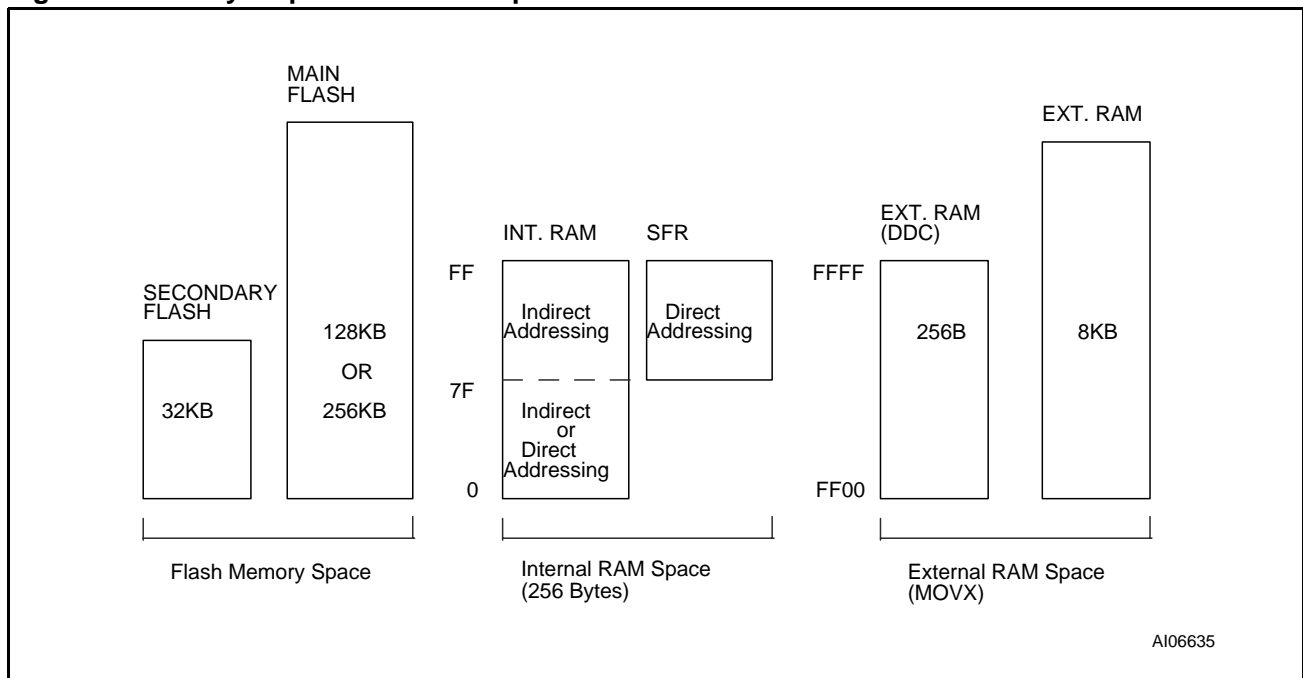 MAIN
FLASH
EXT. RAM
EXT. RAM
(DDC)
INT. RAM
SFR
FF
FFFF
SECONDARY
FLASH
Indirect
Addressing
Direct
Addressing
128KB
OR
256KB
256B
8KB
7F
32KB
Indirect
or
Direct
Addressing
0
FF00
Flash Memory Space
Internal RAM Space
(256 Bytes)
External RAM Space
(MOVX)
AI06635